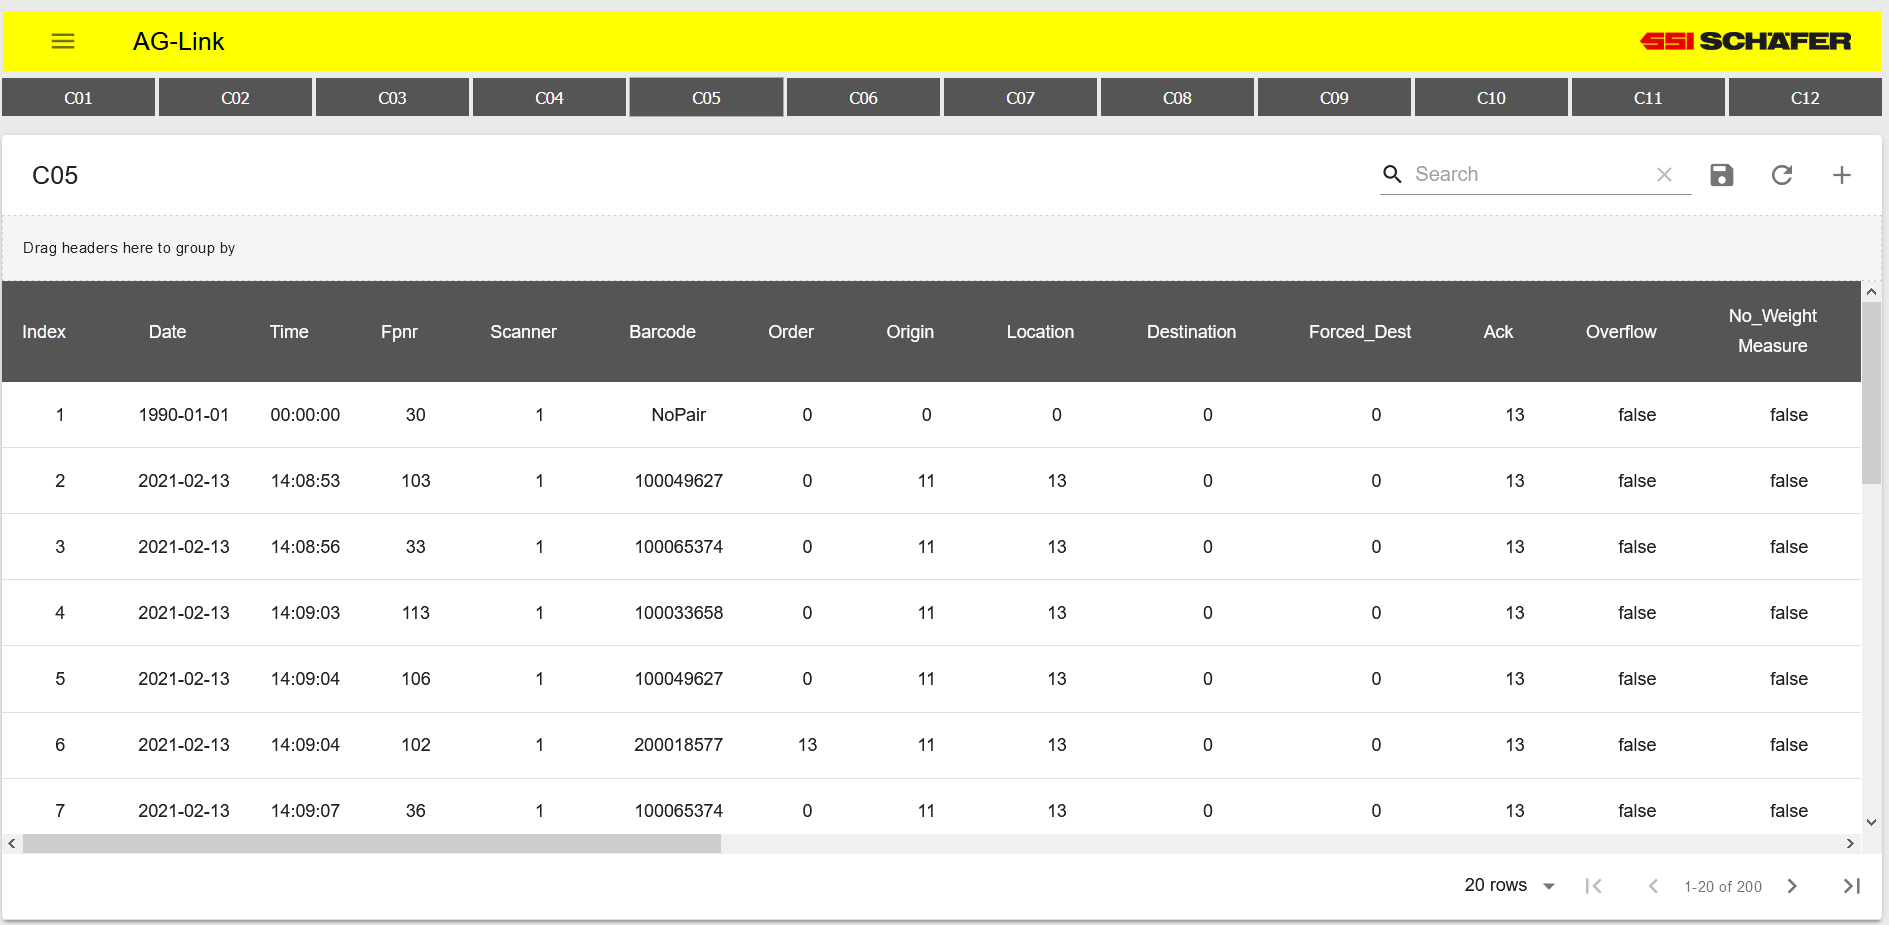 AG-Link
SSI SCHÄFER
C01 C02 C03 C04 C05 C06 C07 C08 C09 C10 C11 C12
C05
Search
Drag headers here to group by
Index Date Time Fpnr Scanner Barcode Order Origin Location Destination Forced_Dest Ack Overflow No_Weight
Measure
1 1990-01-01 00:00:00 30 1 NoPair 0 0 0 0 0 13 false false
2 2021-02-13 14:08:53 103 1 100049627 0 11 13 0 0 13 false false
3 2021-02-13 14:08:56 33 1 100065374 0 11 13 0 0 13 false false
4 2021-02-13 14:09:03 113 1 100033658 0 11 13 0 0 13 false false
5 2021-02-13 14:09:04 106 1 100049627 0 11 13 0 0 13 false false
6 2021-02-13 14:09:04 102 1 200018577 13 11 13 0 0 13 false false
7 2021-02-13 14:09:07 36 1 100065374 0 11 13 0 0 13 false false
20 rows 1-20 of 200